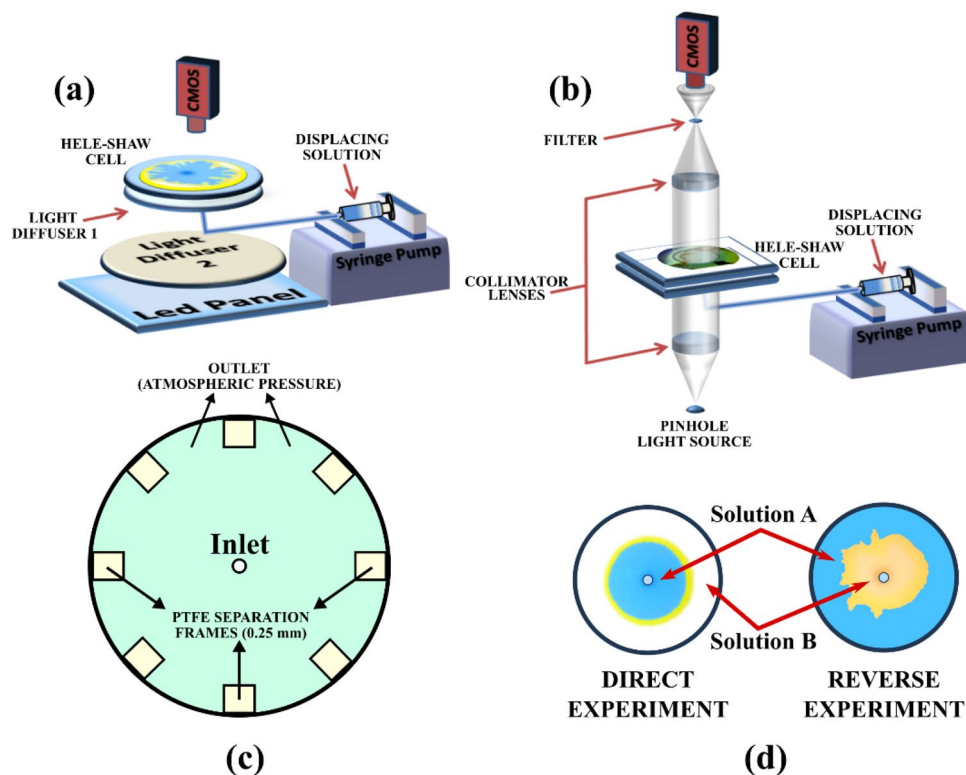 (a)
CMOS
HELE-SHAW
CELL
DISPLACING
SOLUTION
LIGHT
DIFFUSER 1
Light
Diffuser
2
Led Panel
Syringe Pump
(b)
CMOS
FILTER
DISPLACING
SOLUTION
HELE-SHAW
CELL
COLLIMATOR
LENSES
Syringe Pump
PINHOLE
LIGHT SOURCE
OUTLET
(ATMOSPHERIC PRESSURE)
Inlet
PTFE SEPARATION
FRAMES (0.25 mm)
(c)
Solution A
Solution B
DIRECT
EXPERIMENT
REVERSE
EXPERIMENT
(d)